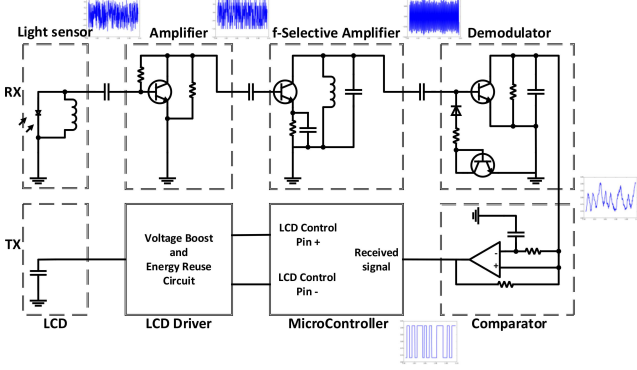 Light sensor
Amplifier
f-Selective Amplifier
Demodulator
RX
TX
Voltage Boost
and
Energy Reuse
Circuit
LCD Control
Pin +
LCD Control
Pin -
Received
signal
-
+
LCD
LCD Driver
MicroController
Comparator